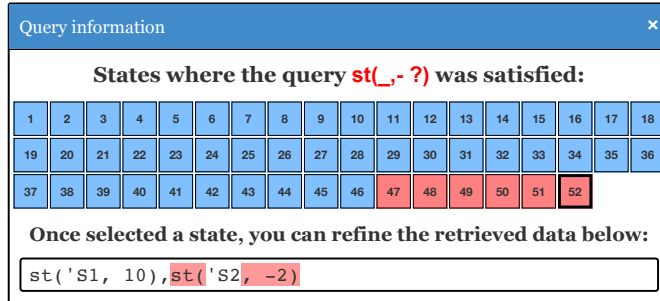 Query information ×
States where the query st(_,- ?) was satisfied:
1 2 3 4 5 6 7 8 9 10 11 12 13 14 15 16 17 18
19 20 21 22 23 24 25 26 27 28 29 30 31 32 33 34 35 36
37 38 39 40 41 42 43 44 45 46 47 48 49 50 51 52
Once selected a state, you can refine the retrieved data below:
st('S1, 10),st('S2, -2)